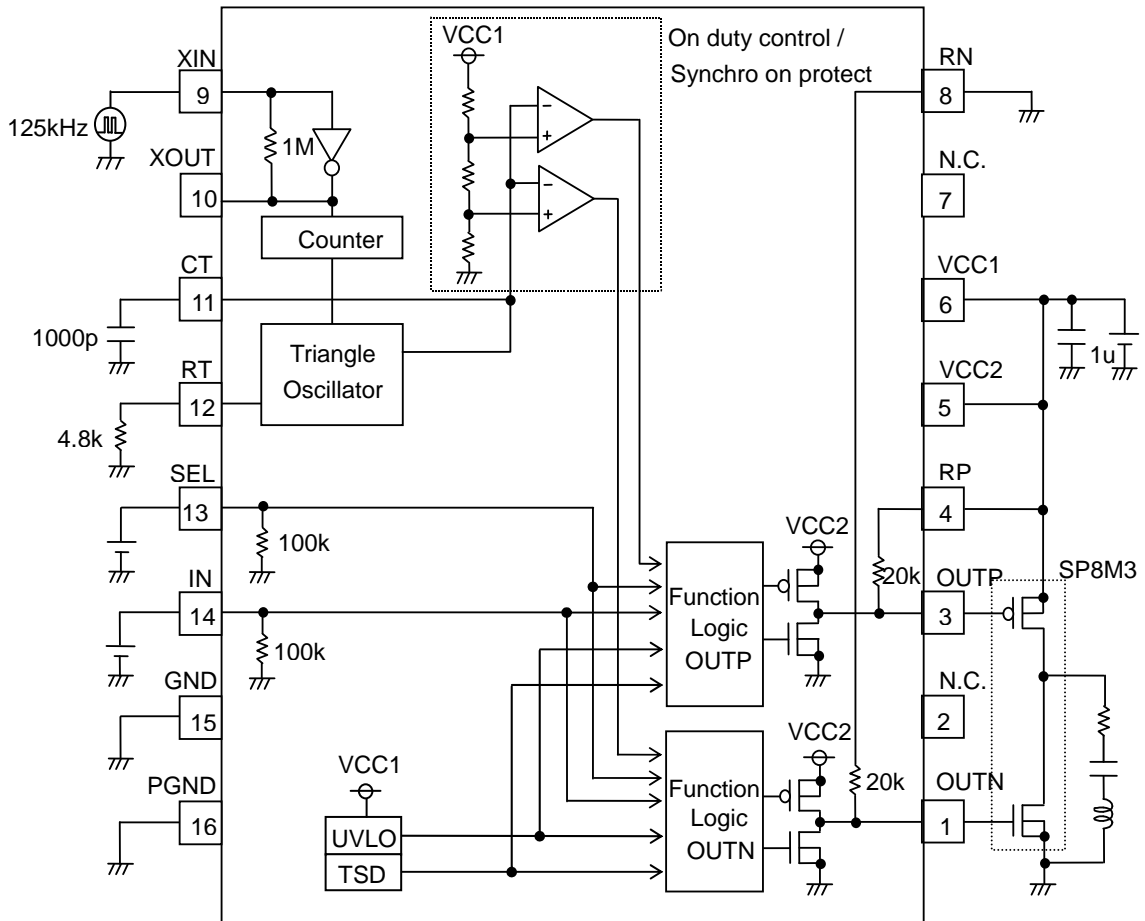 VCC1
On duty control /
Synchro on protect
XIN
9
125kHz
1M
XOUT
10
Counter
CT
11
1000p
Triangle
Oscillator
RT
12
4.8k
SEL
13
100k
IN
14
100k
GND
15
PGND
16
VCC1
UVLO
TSD
Function
Logic
OUTP
VCC2
Function
Logic
OUTN
VCC2
20k
20k
RN
8
N.C.
7
VCC1
6
1u
VCC2
5
RP
4
OUTP
3
SP8M3
N.C.
2
OUTN
1